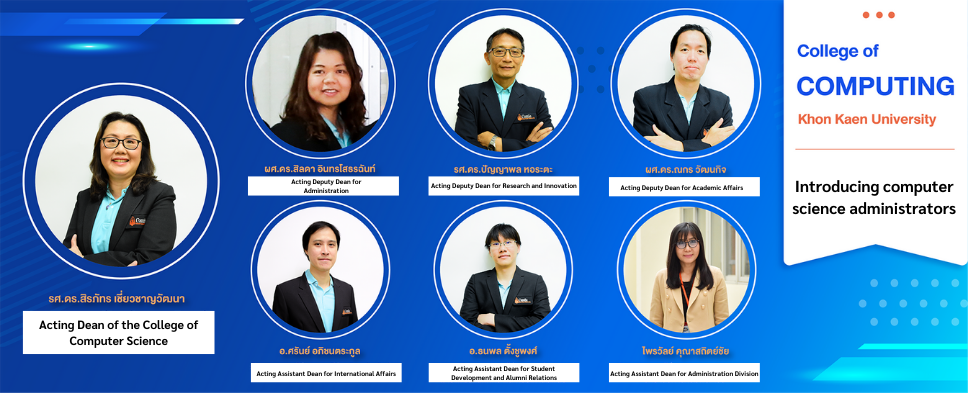 College of
COMPUTING
Khon Kaen University
Introducing computer
science administrators
รศ.ดร.สิรภัทร เชี่ยวชาญวัฒนา
Acting Dean of the College of
Computer Science
ผศ.ดร.สิลดา อินทรโสธรฉันท์
Acting Deputy Dean for
Administration
รศ.ดร.ปัญญาพล หอระตะ
Acting Deputy Dean for Research and Innovation
ผศ.ดร.ณกร วัฒนกิจ
Acting Deputy Dean for Academic Affairs
อ.ศรันย์ อภิชนตระกูล
Acting Assistant Dean for International Affairs
อ.ธนพล ตั้งชูพงศ์
Acting Assistant Dean for Student
Development and Alumni Relations
ไพรวัลย์ คุณาสถิตย์ชัย
Acting Assistant Dean for Administration Division